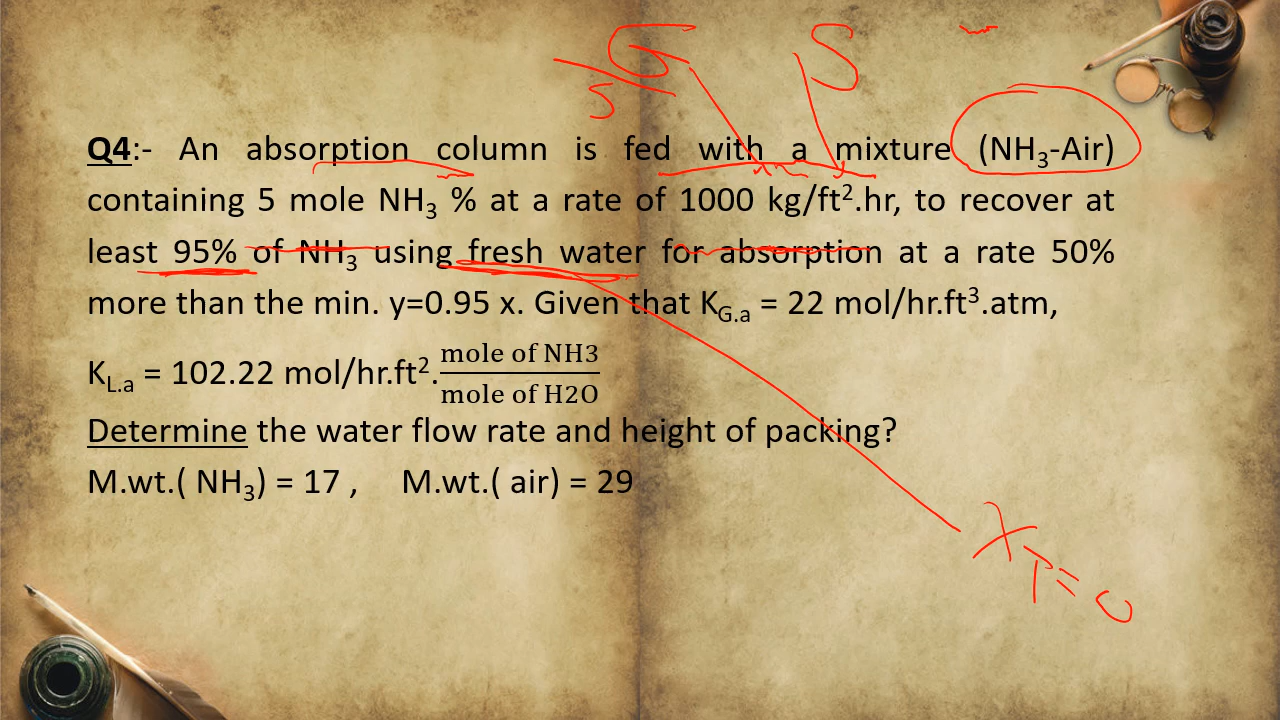 G S
5
Q4:- An absorption column is fed with a mixture (NH₃-Air)
containing 5 mole NH₃ % at a rate of 1000 kg/ft².hr, to recover at
least 95% of NH₃ using fresh water for absorption at a rate 50%
more than the min. y=0.95 x. Given that K_G.a = 22 mol/hr.ft³.atm,
K_L.a = 102.22 mol/hr.ft².(mole of NH3)/(mole of H2O)
Determine the water flow rate and height of packing?
M.wt.( NH₃) = 17 , M.wt.( air) = 29
X_T=0